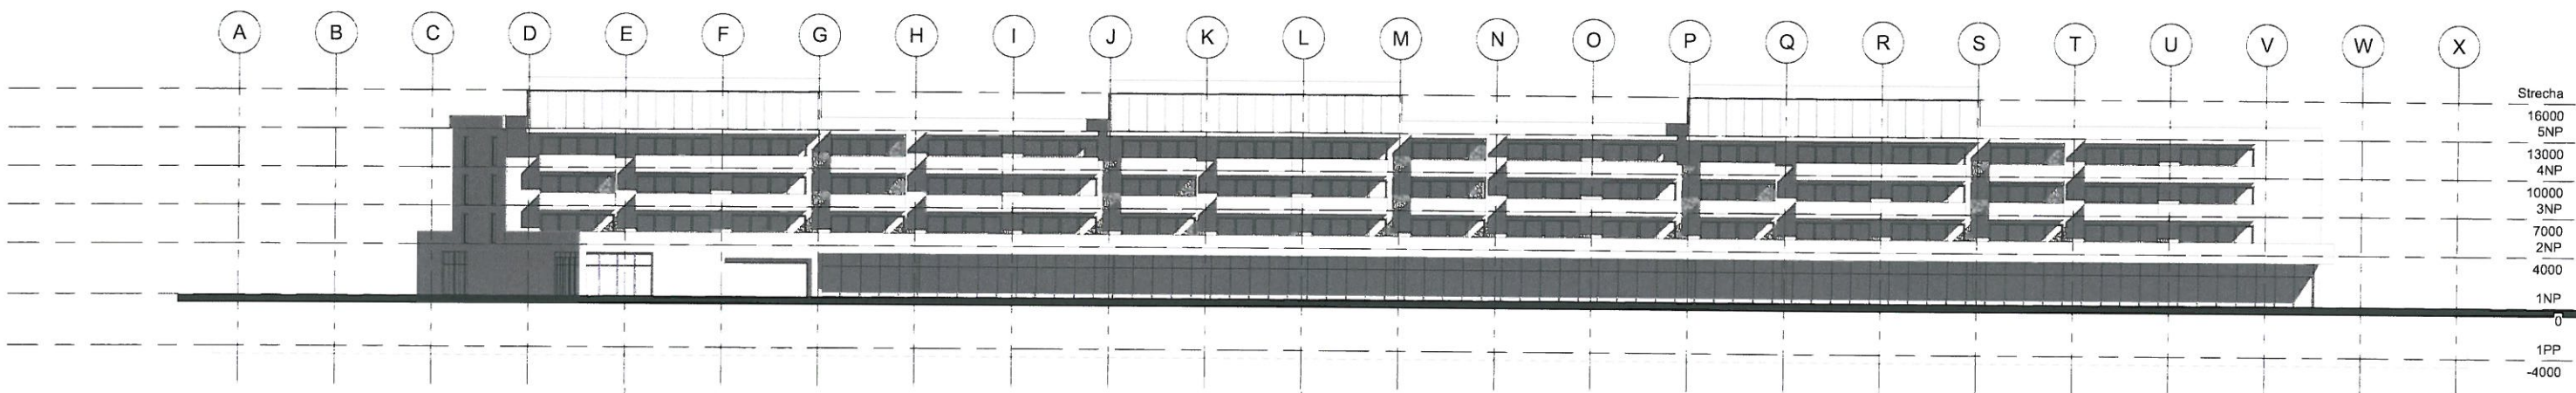 A B C D E F G H I J K L M N O P Q R S T U V W X
Strecha
16000
5NP
13000
4NP
10000
3NP
7000
2NP
4000
1NP
0
1PP
-4000